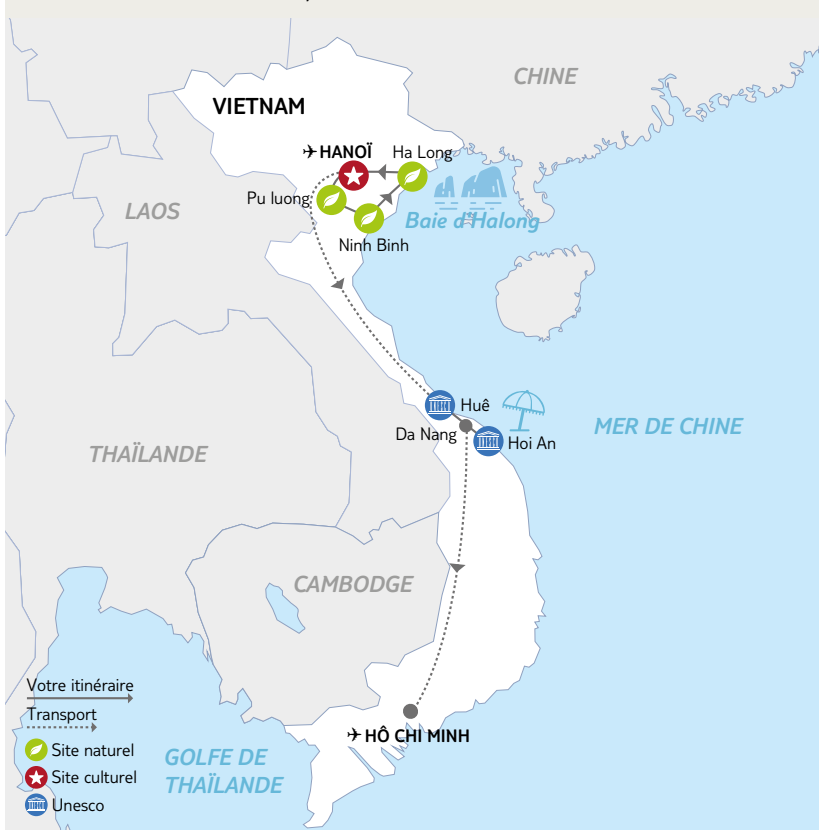 CHINE
VIETNAM
HANOÏ
Ha Long
Pu luong
LAOS
Baie d'Halong
Ninh Binh
Huê
Da Nang
Hoi An
MER DE CHINE
THAÏLANDE
CAMBODGE
Votre itinéraire
Transport
HÔ CHI MINH
Site naturel
GOLFE DE
THAÏLANDE
Site culturel
Unesco